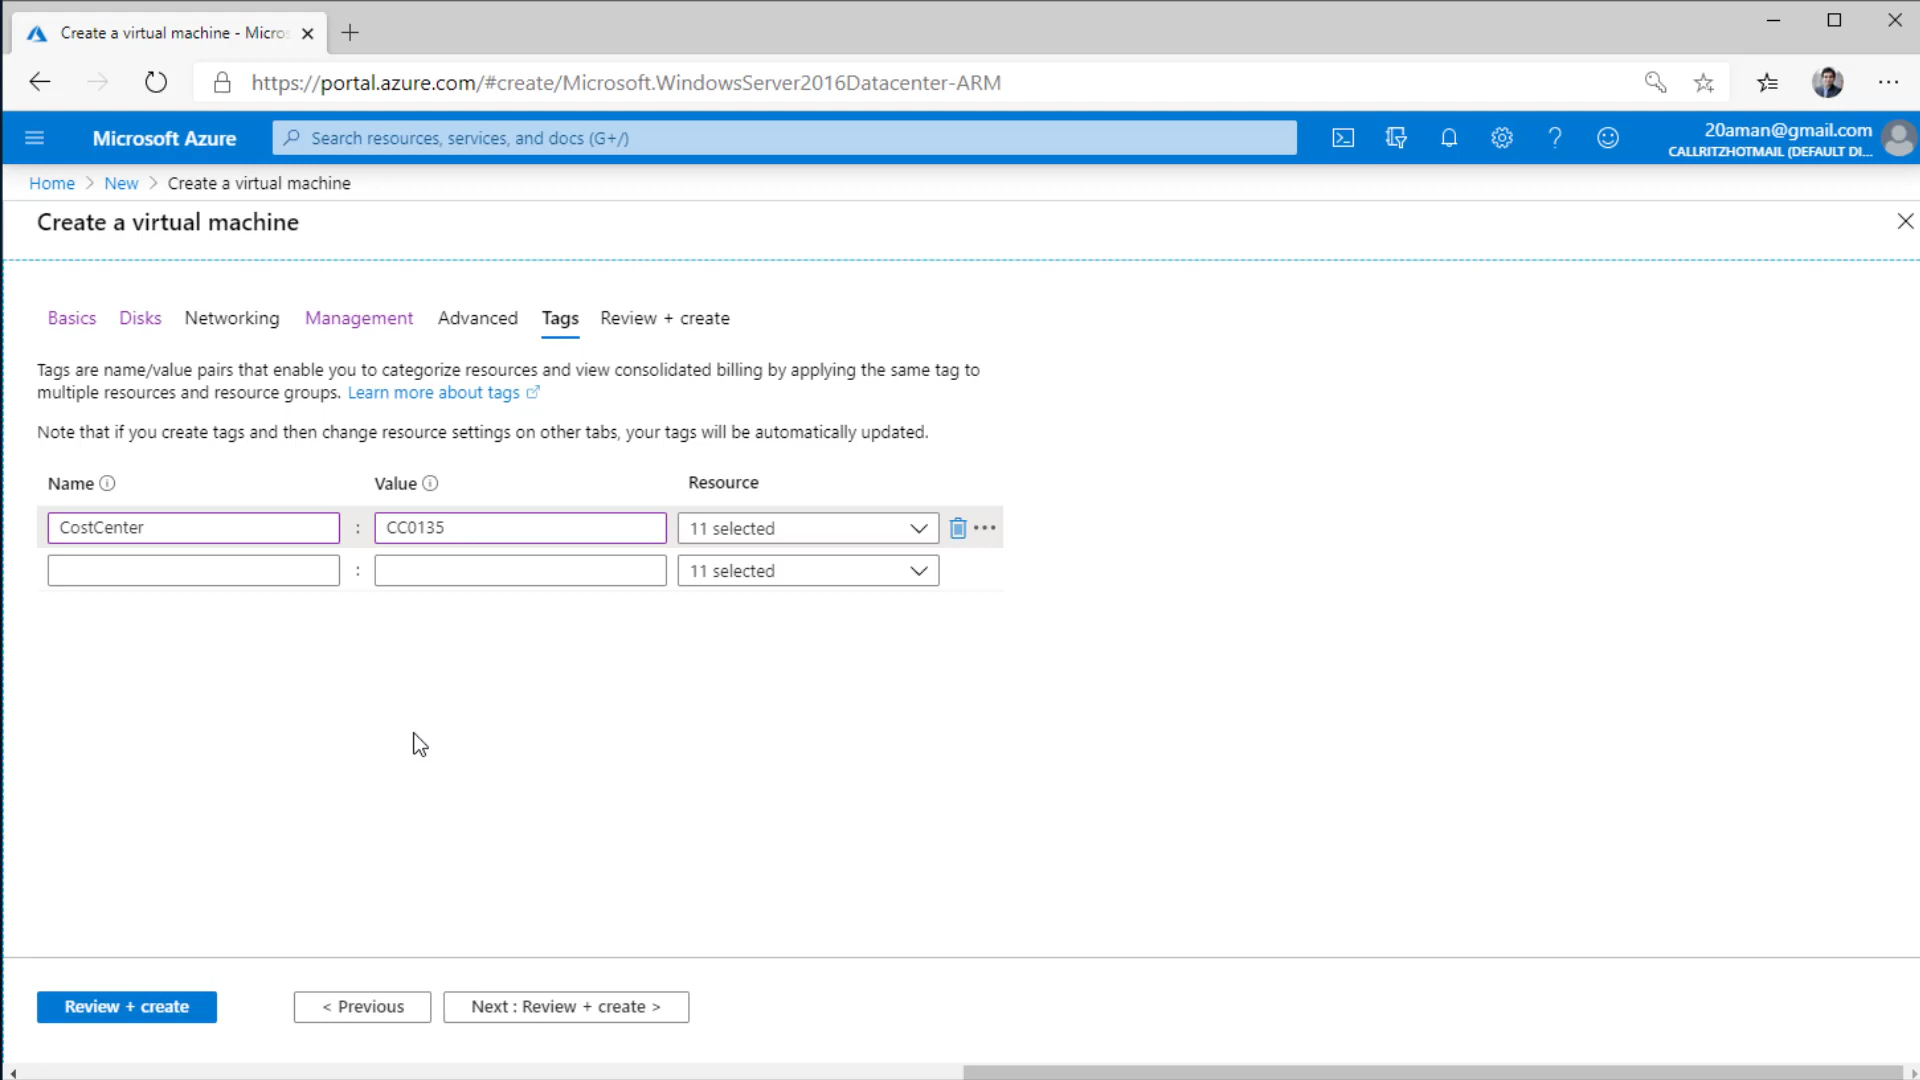 Create a virtual machine - Micros
https://portal.azure.com/#create/Microsoft.WindowsServer2016Datacenter-ARM
Microsoft Azure
Search resources, services, and docs (G+/)
20aman@gmail.com
CALLRITZHOTMAIL (DEFAULT DI...
Home > New > Create a virtual machine
Create a virtual machine
Basics Disks Networking Management Advanced Tags Review + create
Tags are name/value pairs that enable you to categorize resources and view consolidated billing by applying the same tag to
multiple resources and resource groups. Learn more about tags
Note that if you create tags and then change resource settings on other tabs, your tags will be automatically updated.
Name Value Resource
CostCenter : CC0135 11 selected
: 11 selected
Review + create < Previous Next : Review + create >